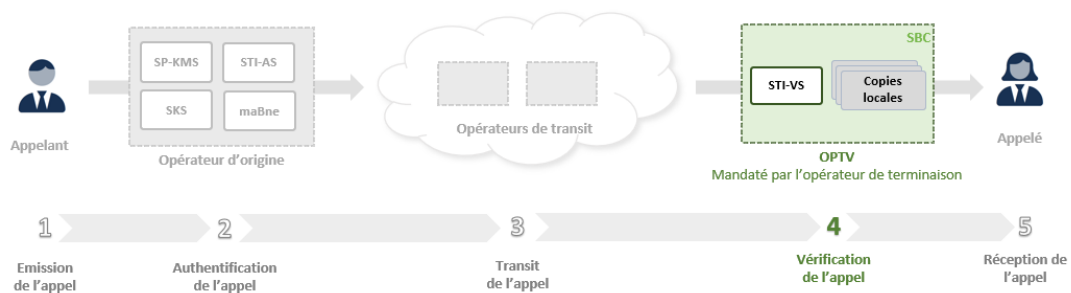 SBC
SP-KMS
STI-AS
SKS
maBne
STI-VS
Copies
locales
Appelant
Opérateur d'origine
Opérateurs de transit
OPTV
Mandaté par l'opérateur de terminaison
Appelé
1
2
3
4
5
Emission
de l'appel
Authentification
de l'appel
Transit
de l'appel
Vérification
de l'appel
Réception de
l'appel